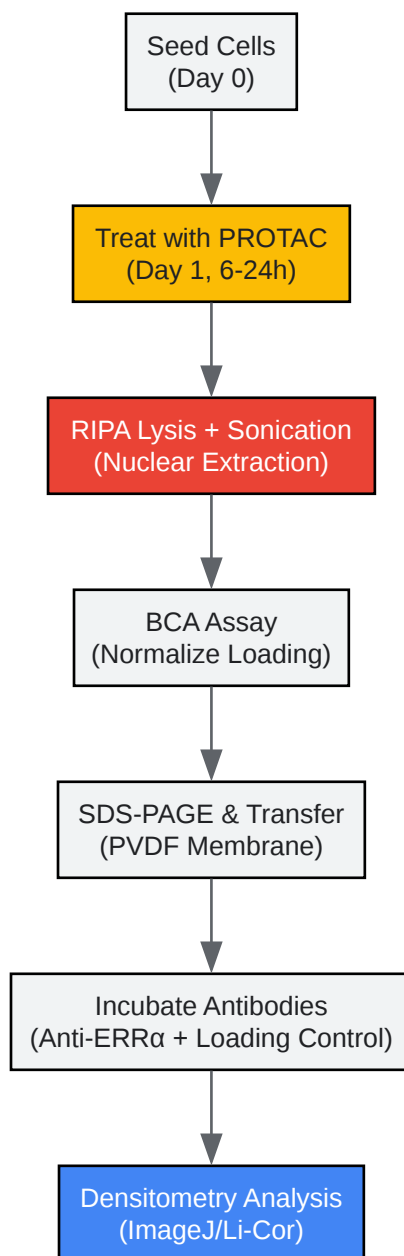 Seed Cells
(Day 0)
Treat with PROTAC
(Day 1, 6-24h)
RIPA Lysis + Sonication
(Nuclear Extraction)
BCA Assay
(Normalize Loading)
SDS-PAGE & Transfer
(PVDF Membrane)
Incubate Antibodies
(Anti-ERRα + Loading Control)
Densitometry Analysis
(ImageJ/Li-Cor)